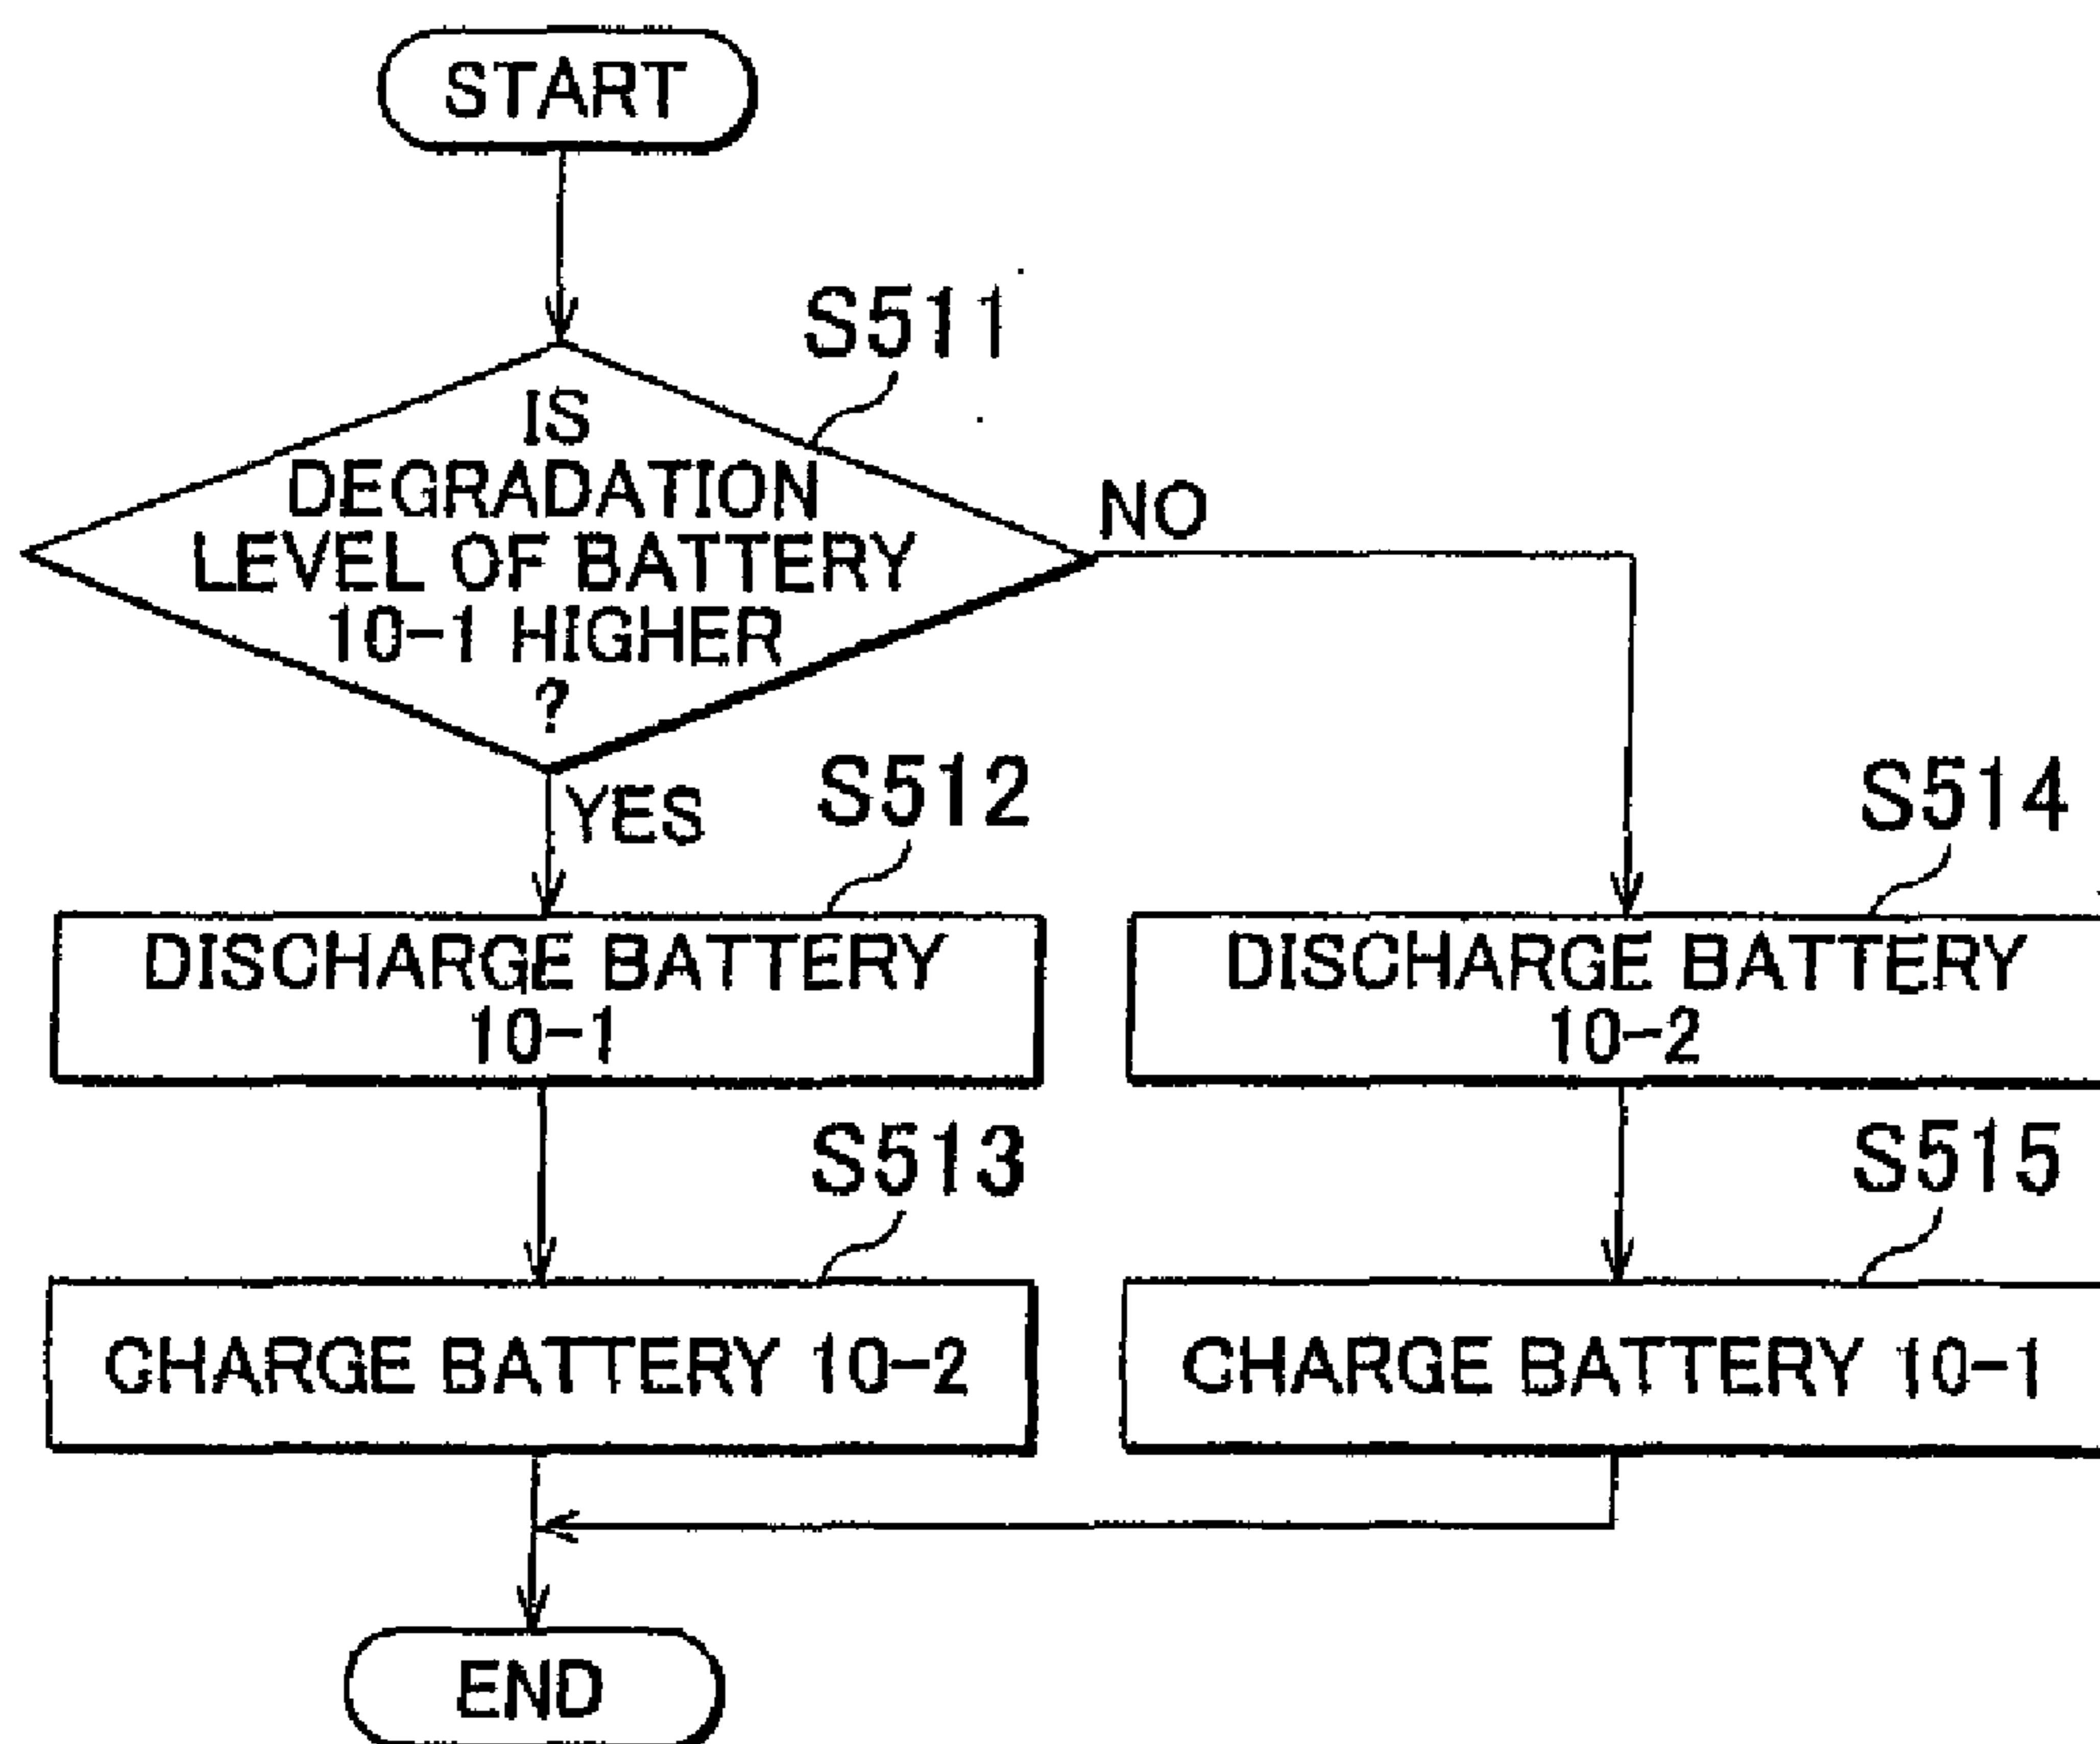 START
S511
IS
DEGRADATION
LEVEL OF BATTERY
10-1 HIGHER
?
NO
YES
S512
DISCHARGE BATTERY
10-1
S513
CHARGE BATTERY 10-2
S514
DISCHARGE BATTERY
10-2
S515
CHARGE BATTERY 10-1
END